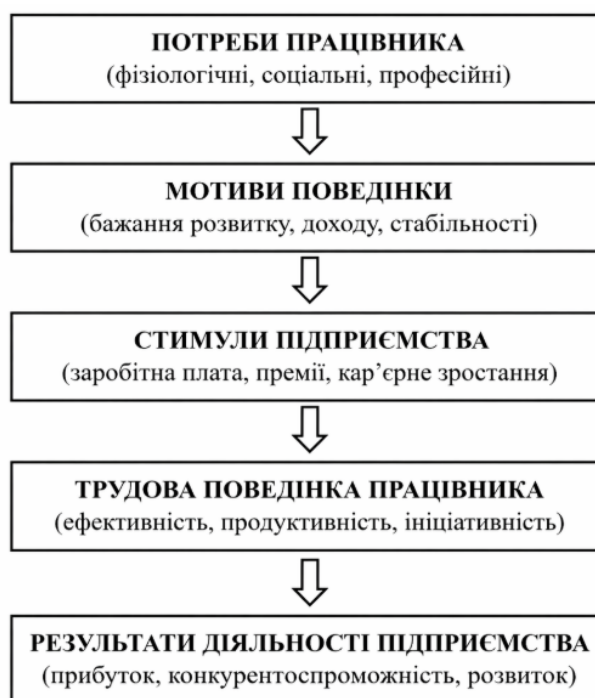 ПОТРЕБИ ПРАЦІВНИКА
(фізіологічні, соціальні, професійні)
МОТИВИ ПОВЕДІНКИ
(бажання розвитку, доходу, стабільності)
СТИМУЛИ ПІДПРИЄМСТВА
(заробітна плата, премії, кар’єрне зростання)
ТРУДОВА ПОВЕДІНКА ПРАЦІВНИКА
(ефективність, продуктивність, ініціативність)
РЕЗУЛЬТАТИ ДІЯЛЬНОСТІ ПІДПРИЄМСТВА
(прибуток, конкурентоспроможність, розвиток)